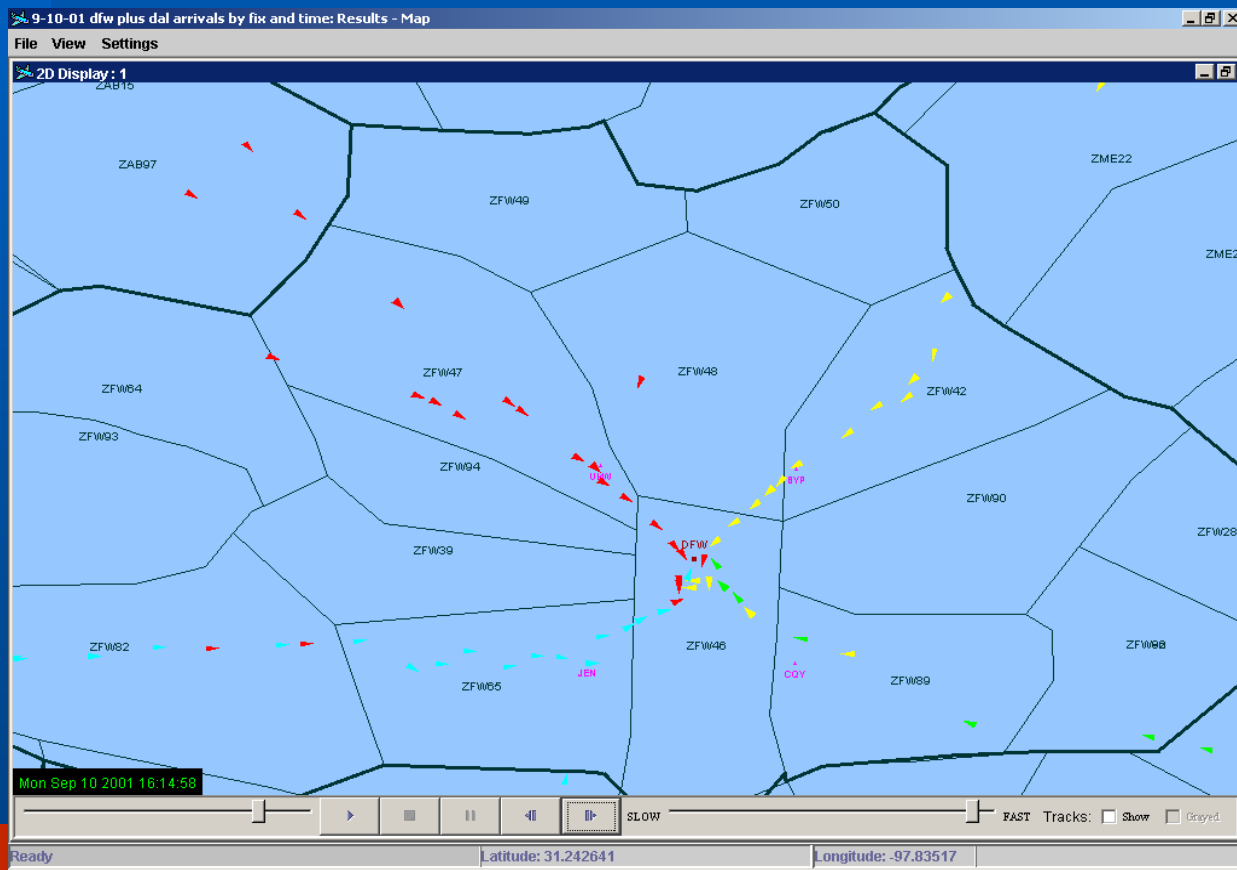 9-10-01 dfw plus dal arrivals by fix and time: Results - Map
File View Settings
2D Display : 1
ZAB15
ZAB97
ZME22
ZFW49
ZFW50
ZFW64
ZFW47
ZFW48
ZFW42
ZFW93
ZFW94
BYP
ZFW90
ZFW28
DFW
ZFW39
ZFW82
ZFW46
ZFW65
JEN
CQY
ZFW89
Mon Sep 10 2001 16:14:58
SLOW FAST Tracks: Show Grayed
Ready Latitude: 31.242641 Longitude: -97.83517